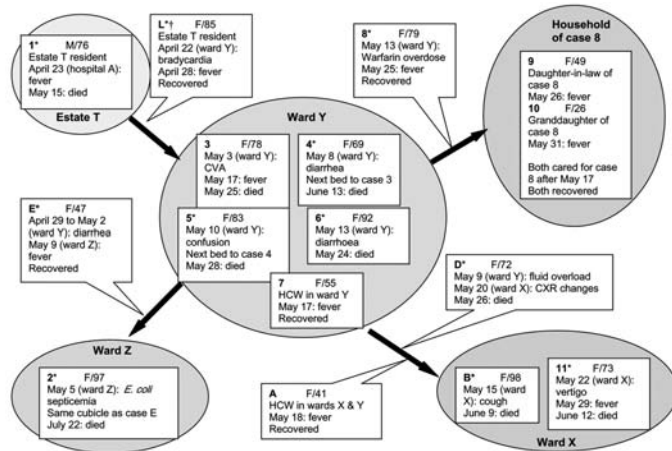 1* M/76
Estate T resident
April 23 (hospital A):
fever
May 15: died
Estate T
L*† F/85
Estate T resident
April 22 (ward Y):
bradycardia
April 28: fever
Recovered
8* F/79
May 13 (ward Y):
Warfarin overdose
May 25: fever
Recovered
Household
of case 8
9 F/49
Daughter-in-law of
case 8
May 26: fever
10 F/26
Granddaughter of
case 8
May 31: fever
Both cared for case
8 after May 17
Both recovered
Ward Y
3 F/78
May 3 (ward Y):
CVA
May 17: fever
May 25: died
4* F/69
May 8 (ward Y):
diarrhea
Next bed to case 3
June 13: died
5* F/83
May 10 (ward Y):
confusion
Next bed to case 4
May 28: died
6* F/92
May 13 (ward Y):
diarrhoea
May 24: died
7 F/55
HCW in ward Y
May 17: fever
Recovered
E* F/47
April 29 to May 2
(ward Y): diarrhea
May 9 (ward Z):
fever
Recovered
Ward Z
2* F/97
May 5 (ward Z): E. coli
septicemia
Same cubicle as case E
July 22: died
A F/41
HCW in wards X & Y
May 18: fever
Recovered
D* F/72
May 9 (ward Y): fluid overload
May 20 (ward X): CXR changes
May 26: died
B* F/98
May 15 (ward
X): cough
June 9: died
11* F/73
May 22 (ward X):
vertigo
May 29: fever
June 12: died
Ward X